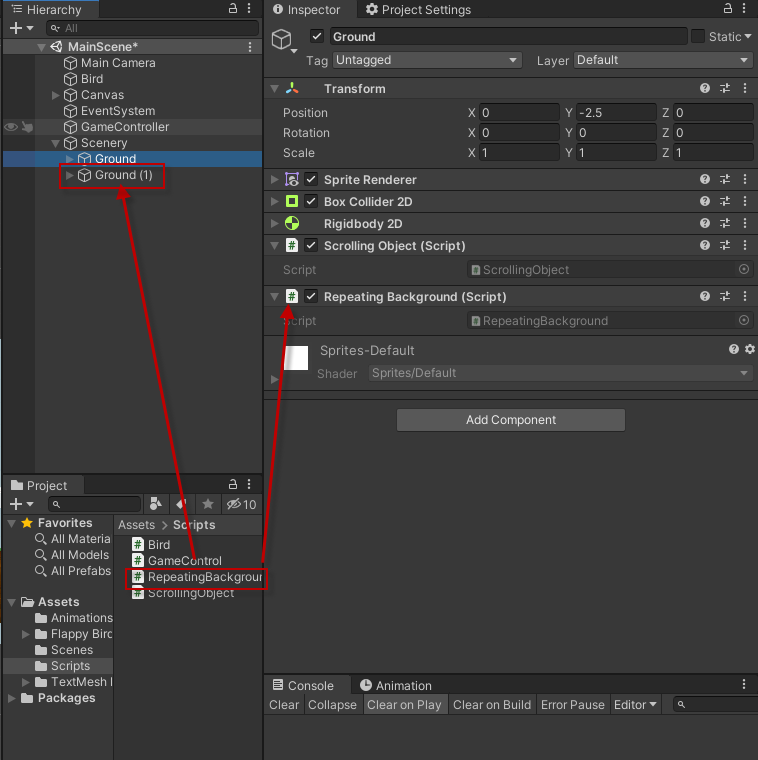 Hierarchy
All
MainScene*
Main Camera
Bird
Canvas
EventSystem
GameController
Scenery
Ground
Ground (1)
Inspector
Project Settings
Ground
Static
Tag Untagged Layer Default
Transform
Position X 0 Y -2.5 Z 0
Rotation X 0 Y 0 Z 0
Scale X 1 Y 1 Z 1
Sprite Renderer
Box Collider 2D
Rigidbody 2D
Scrolling Object (Script)
Script ScrollingObject
Repeating Background (Script)
Script RepeatingBackground
Sprites-Default
Shader Sprites/Default
Add Component
Project
10
Favorites
All Materia
All Models
All Prefabs
Assets
Animations
Flappy Bird
Scenes
Scripts
TextMesh
Packages
Assets > Scripts
Bird
GameControl
RepeatingBackgroun
ScrollingObject
Console
Animation
Clear Collapse Clear on Play Clear on Build Error Pause Editor